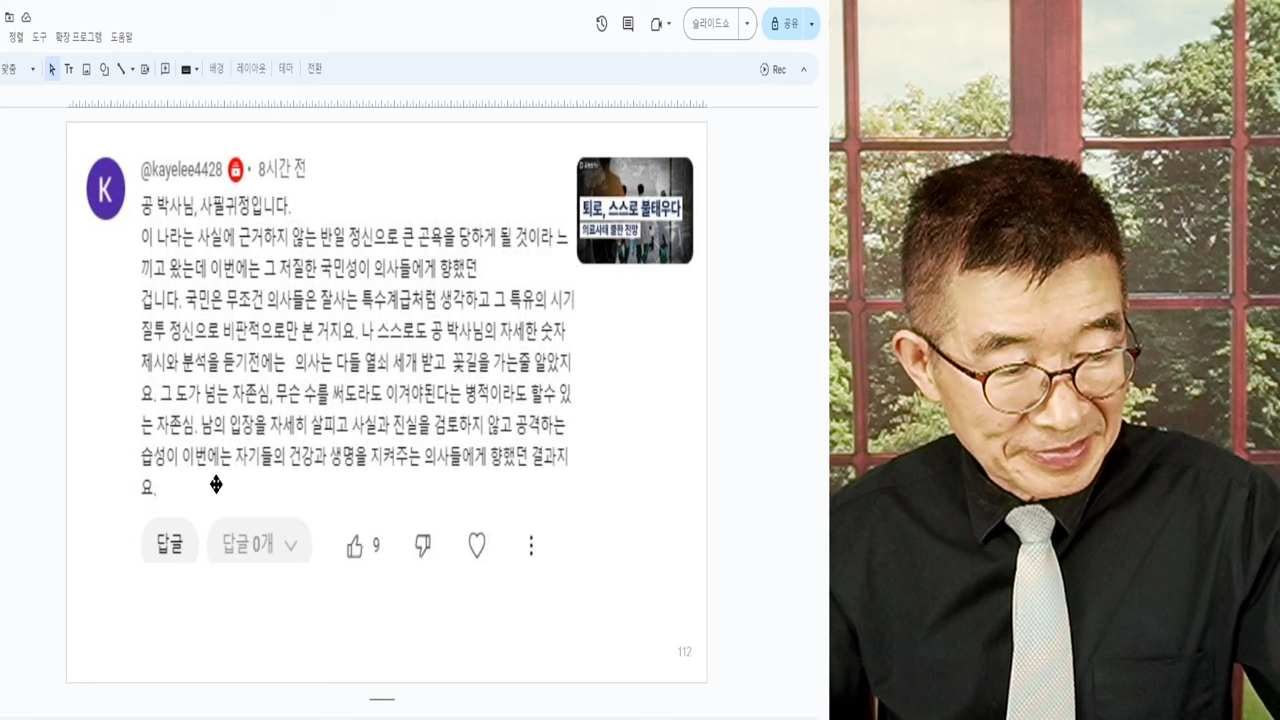 정렬 도구 확장 프로그램 도움말
슬라이드쇼
공유
맞춤
배경
레이아웃
테마
전환
Rec
K
@kayelee4428 • 8시간 전
공 박사님, 사필귀정입니다.
이 나라는 사실에 근거하지 않는 반일 정신으로 큰 곤욕을 당하게 될 것이라 느
끼고 왔는데 이번에는 그 저질한 국민성이 의사들에게 향했던
겁니다. 국민은 무조건 의사들은 잘사는 특수계급처럼 생각하고 그 특유의 시기
질투 정신으로 비판적으로만 본 거지요. 나 스스로도 공 박사님의 자세한 숫자
제시와 분석을 듣기전에는 의사는 다들 열쇠 세개 받고 꽃길을 가는줄 알았지
요. 그 도가 넘는 자존심, 무슨 수를 써도라도 이겨야된다는 병적이라도 할수 있
는 자존심. 남의 입장을 자세히 살피고 사실과 진실을 검토하지 않고 공격하는
습성이 이번에는 자기들의 건강과 생명을 지켜주는 의사들에게 향했던 결과지
요.
퇴로, 스스로 불태우다
의료사태 불한 전망
답글
답글 0개
9
112